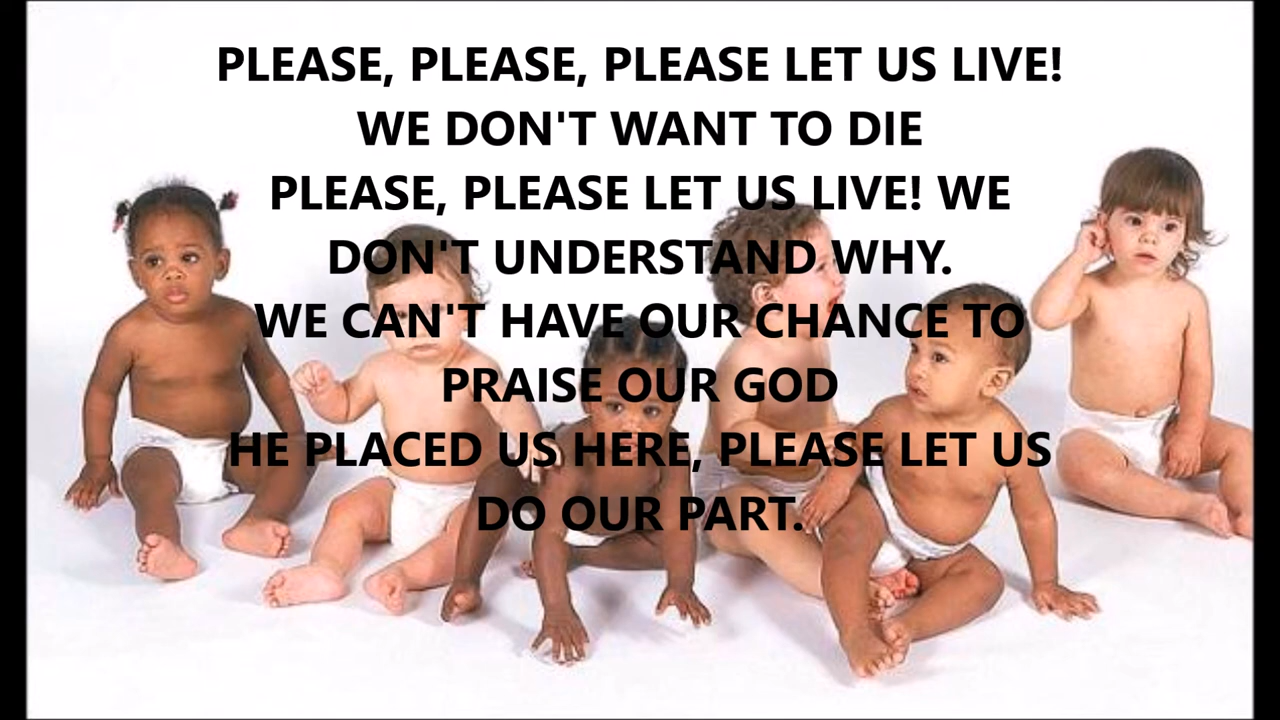 PLEASE, PLEASE, PLEASE LET US LIVE!
WE DON'T WANT TO DIE
PLEASE, PLEASE LET US LIVE! WE
DON'T UNDERSTAND WHY.
WE CAN'T HAVE OUR CHANCE TO
PRAISE OUR GOD
HE PLACED US HERE, PLEASE LET US
DO OUR PART.